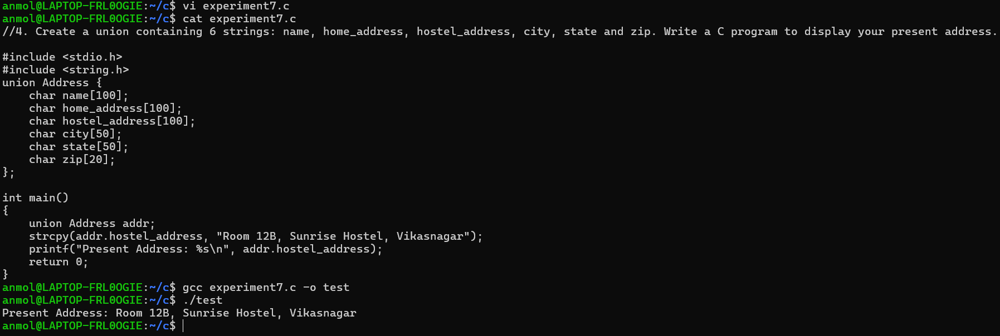 anmol@LAPTOP-FRL0OGIE:~/c$ vi experiment7.c
anmol@LAPTOP-FRL0OGIE:~/c$ cat experiment7.c
//4. Create a union containing 6 strings: name, home_address, hostel_address, city, state and zip. Write a C program to display your present address.

#include <stdio.h>
#include <string.h>
union Address {
    char name[100];
    char home_address[100];
    char hostel_address[100];
    char city[50];
    char state[50];
    char zip[20];
};

int main()
{
    union Address addr;
    strcpy(addr.hostel_address, "Room 12B, Sunrise Hostel, Vikasnagar");
    printf("Present Address: %s\n", addr.hostel_address);
    return 0;
}
anmol@LAPTOP-FRL0OGIE:~/c$ gcc experiment7.c -o test
anmol@LAPTOP-FRL0OGIE:~/c$ ./test
Present Address: Room 12B, Sunrise Hostel, Vikasnagar
anmol@LAPTOP-FRL0OGIE:~/c$